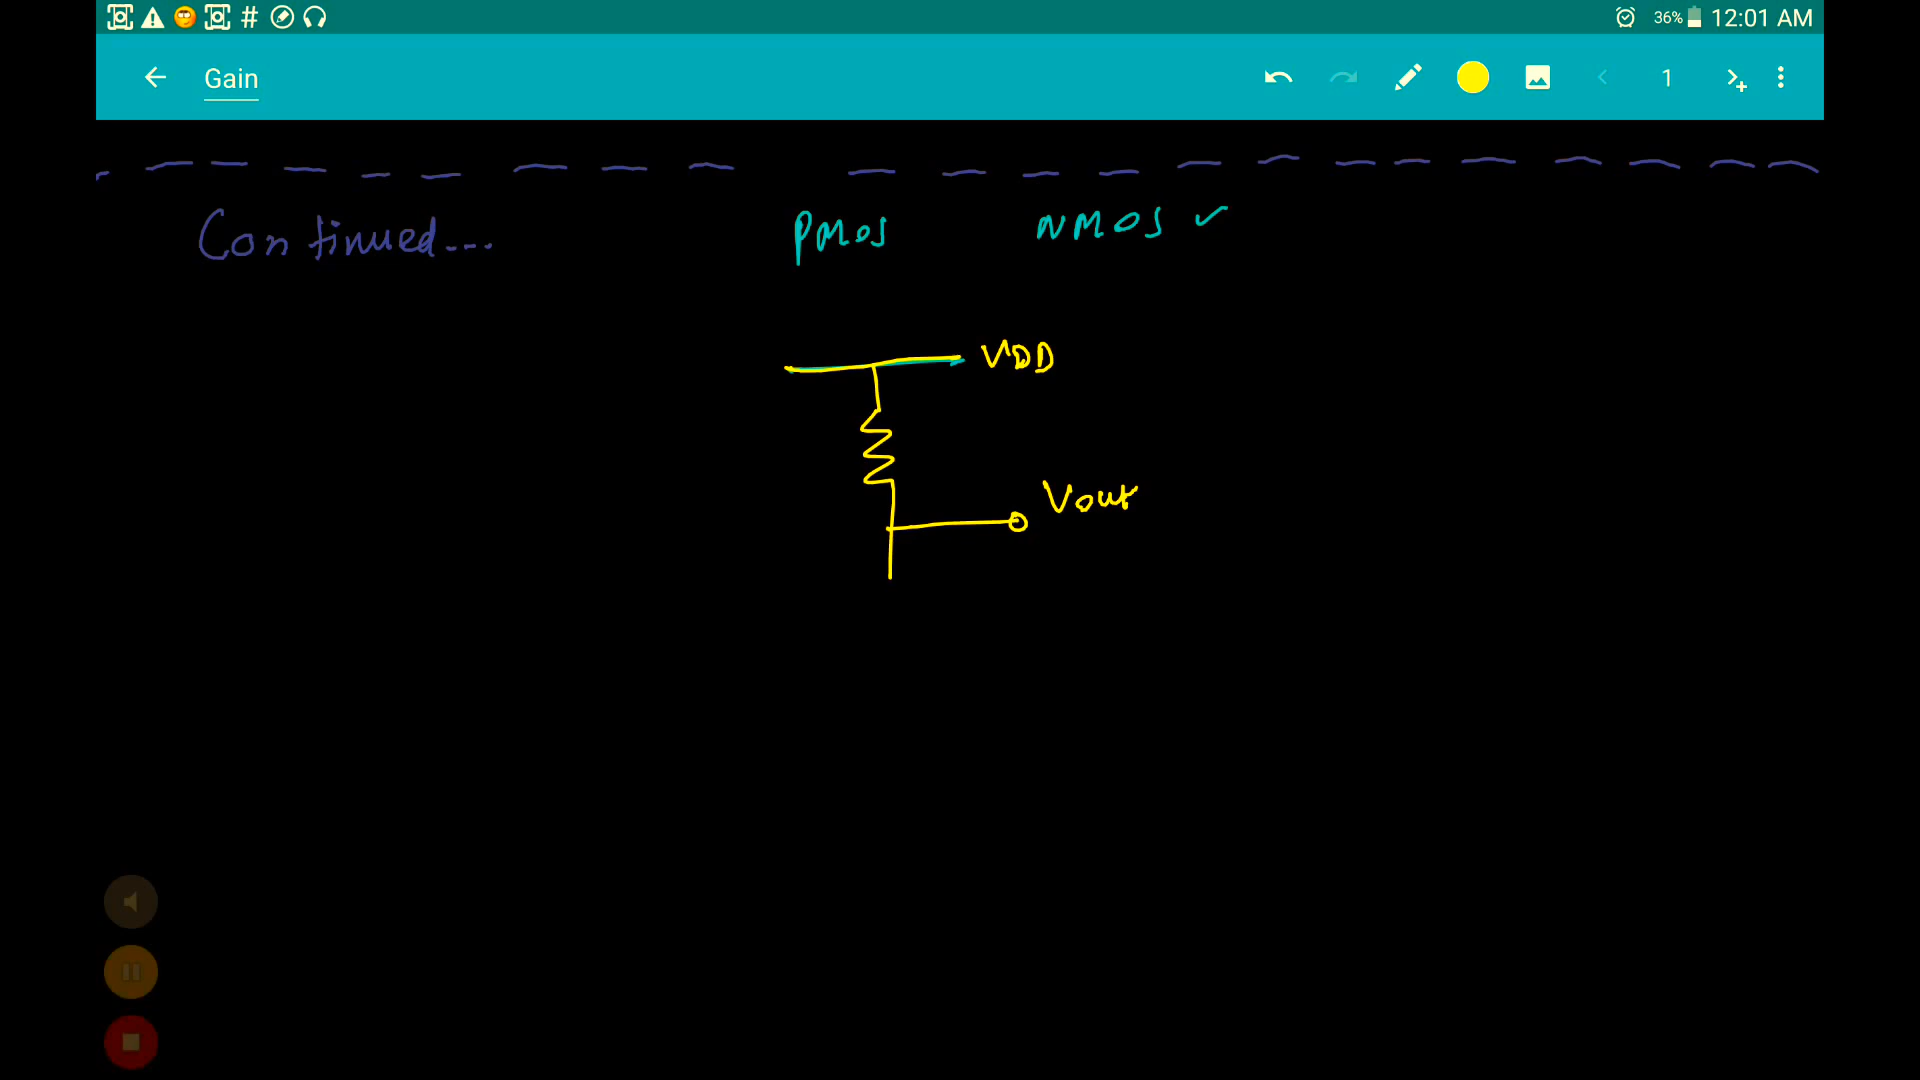 # 36% 12:01 AM
Gain 1
Continued...
PMOS NMOS ✓
VDD
Vout